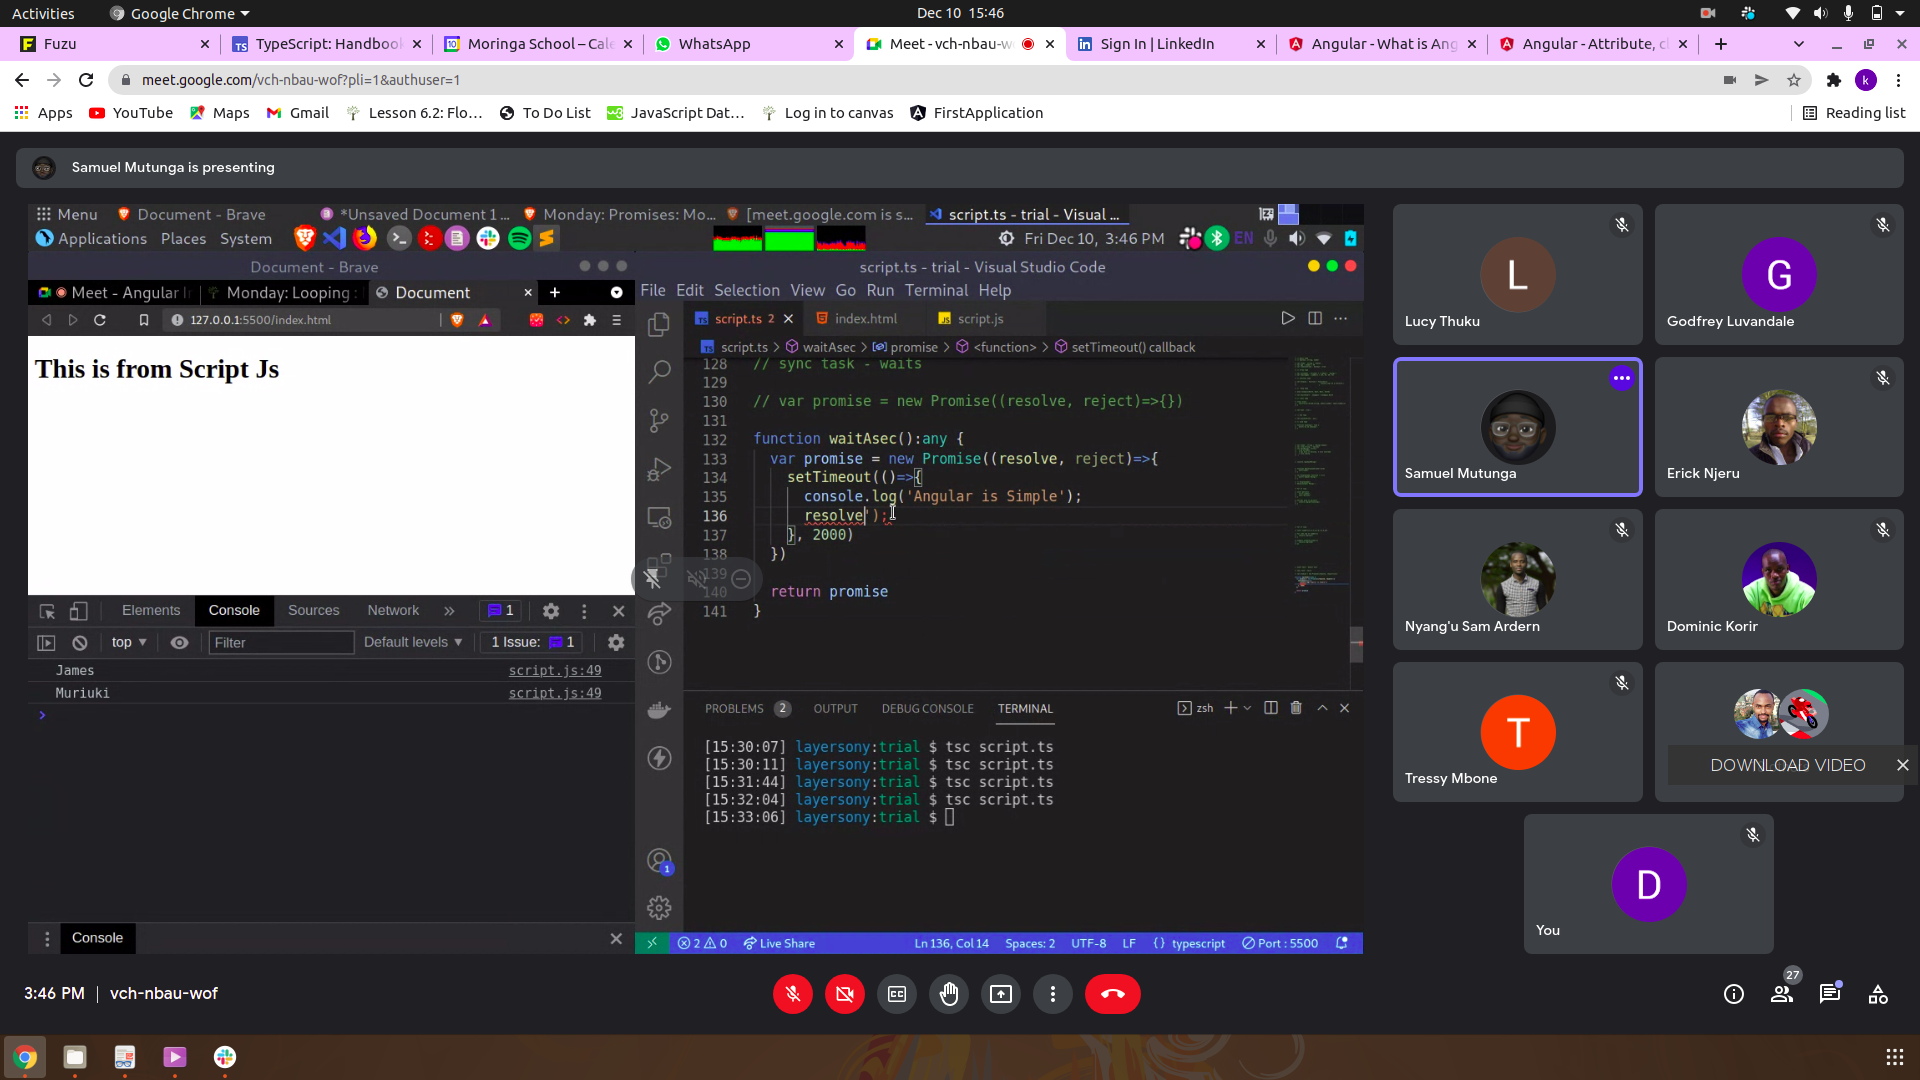 Activities
Google Chrome
Dec 10 15:46
Fuzu
TypeScript: Handbook
Moringa School – Cale
WhatsApp
Meet - vch-nbau-wo
Sign In | LinkedIn
Angular - What is Ang
Angular - Attribute, cl
meet.google.com/vch-nbau-wof?pli=1&authuser=1
k
Apps
YouTube
Maps
Gmail
Lesson 6.2: Flo...
To Do List
JavaScript Dat...
Log in to canvas
FirstApplication
Reading list
Samuel Mutunga is presenting
Menu
Document - Brave
*Unsaved Document 1 ...
Monday: Promises: Mo...
[meet.google.com is s...
script.ts - trial - Visual ...
Applications Places System
EN
Fri Dec 10, 3:46 PM
Document - Brave
Meet - Angular I
Monday: Looping
Document
127.0.0.1:5500/index.html
This is from Script Js
Elements
Console
Sources
Network
1
top
Filter
Default levels
1 Issue: 1
James script.js:49
Muriuki script.js:49
Console
script.ts - trial - Visual Studio Code
File Edit Selection View Go Run Terminal Help
script.ts 2
index.html
script.js
script.ts > waitAsec > promise > <function> > setTimeout() callback
128 // sync task - waits
129
130 // var promise = new Promise((resolve, reject)=>{})
131
132 function waitAsec():any {
133 var promise = new Promise((resolve, reject)=>{
134 setTimeout(()=>{
135 console.log('Angular is Simple');
136 resolve');
137 }, 2000)
138 })
139
140 return promise
141 }
PROBLEMS 2 OUTPUT DEBUG CONSOLE TERMINAL
zsh
[15:30:07] layersony:trial $ tsc script.ts
[15:30:11] layersony:trial $ tsc script.ts
[15:31:44] layersony:trial $ tsc script.ts
[15:32:04] layersony:trial $ tsc script.ts
[15:33:06] layersony:trial $
1
2 0 Live Share
Ln 136, Col 14 Spaces: 2 UTF-8 LF {} typescript Port : 5500
L
Lucy Thuku
G
Godfrey Luvandale
Samuel Mutunga
Erick Njeru
Nyang'u Sam Ardern
Dominic Korir
T
Tressy Mbone
DOWNLOAD VIDEO
D
You
3:46 PM | vch-nbau-wof
27